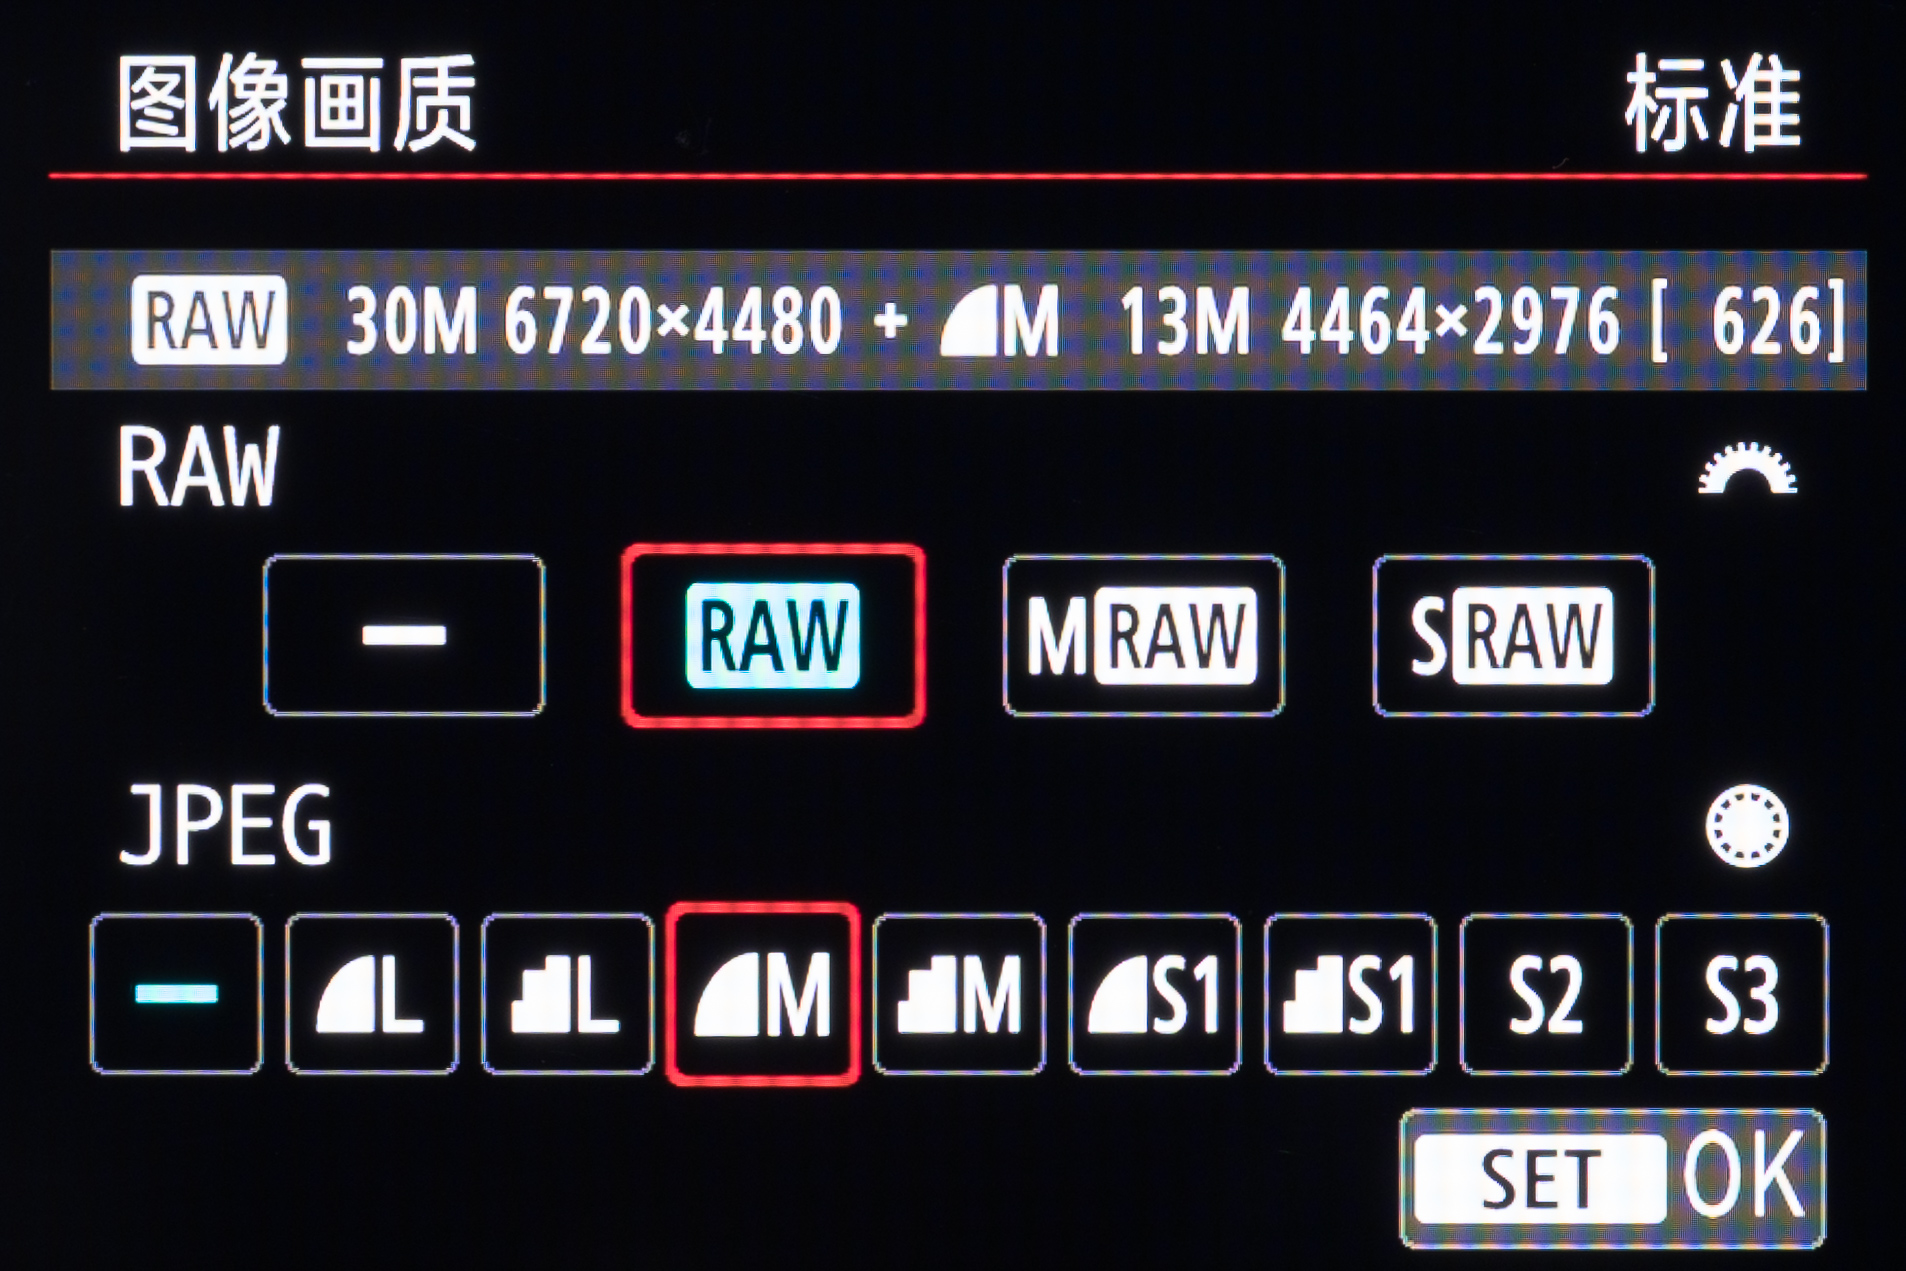 图像画质 标准
RAW 30M 6720×4480 + M 13M 4464×2976 [ 626]
RAW
RAW MRAW SRAW
JPEG
L L M M S1 S1 S2 S3
SET OK